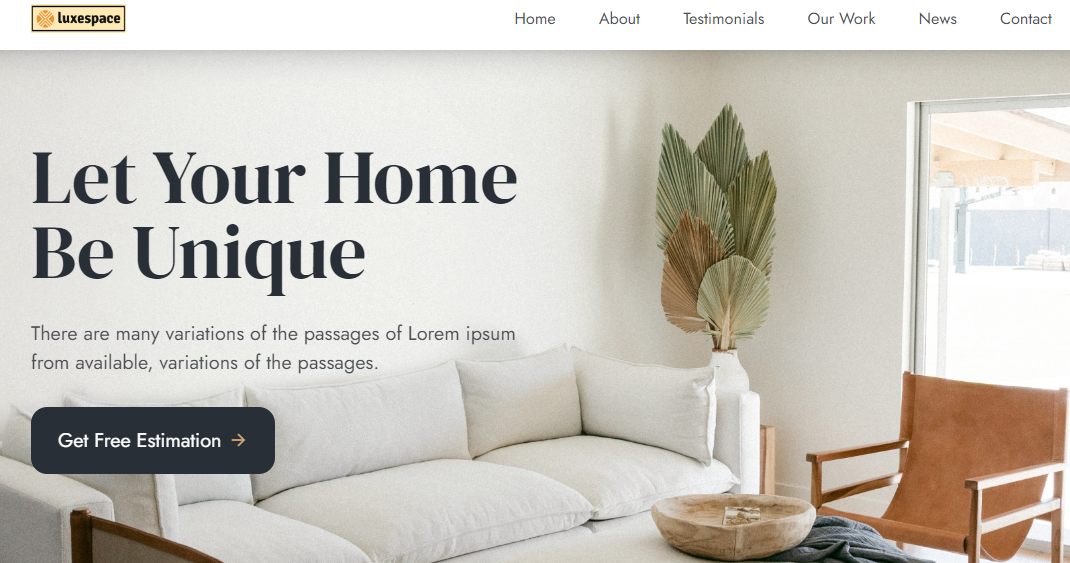 luxespace
Home About Testimonials Our Work News Contact
Let Your Home
Be Unique
There are many variations of the passages of Lorem ipsum
from available, variations of the passages.
Get Free Estimation →